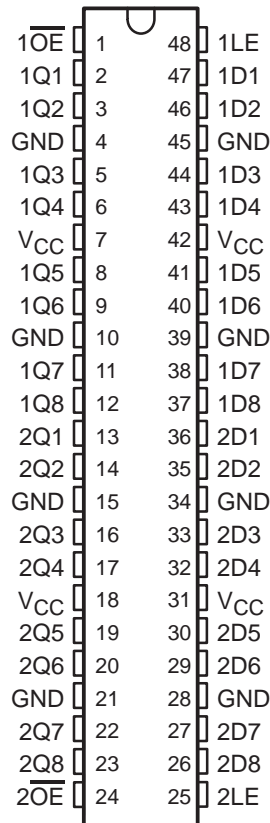 1O̅E̅ 1 48 1LE
1Q1 2 47 1D1
1Q2 3 46 1D2
GND 4 45 GND
1Q3 5 44 1D3
1Q4 6 43 1D4
VCC 7 42 VCC
1Q5 8 41 1D5
1Q6 9 40 1D6
GND 10 39 GND
1Q7 11 38 1D7
1Q8 12 37 1D8
2Q1 13 36 2D1
2Q2 14 35 2D2
GND 15 34 GND
2Q3 16 33 2D3
2Q4 17 32 2D4
VCC 18 31 VCC
2Q5 19 30 2D5
2Q6 20 29 2D6
GND 21 28 GND
2Q7 22 27 2D7
2Q8 23 26 2D8
2O̅E̅ 24 25 2LE